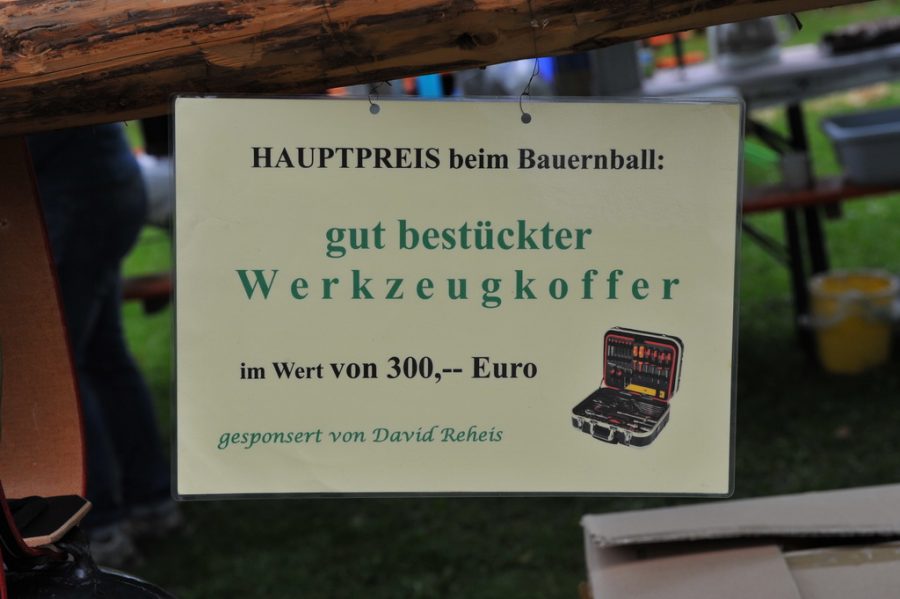 HAUPTPREIS beim Bauernball:
gut bestückter
Werkzeugkoffer
im Wert von 300,-- Euro
gesponsert von David Reheis